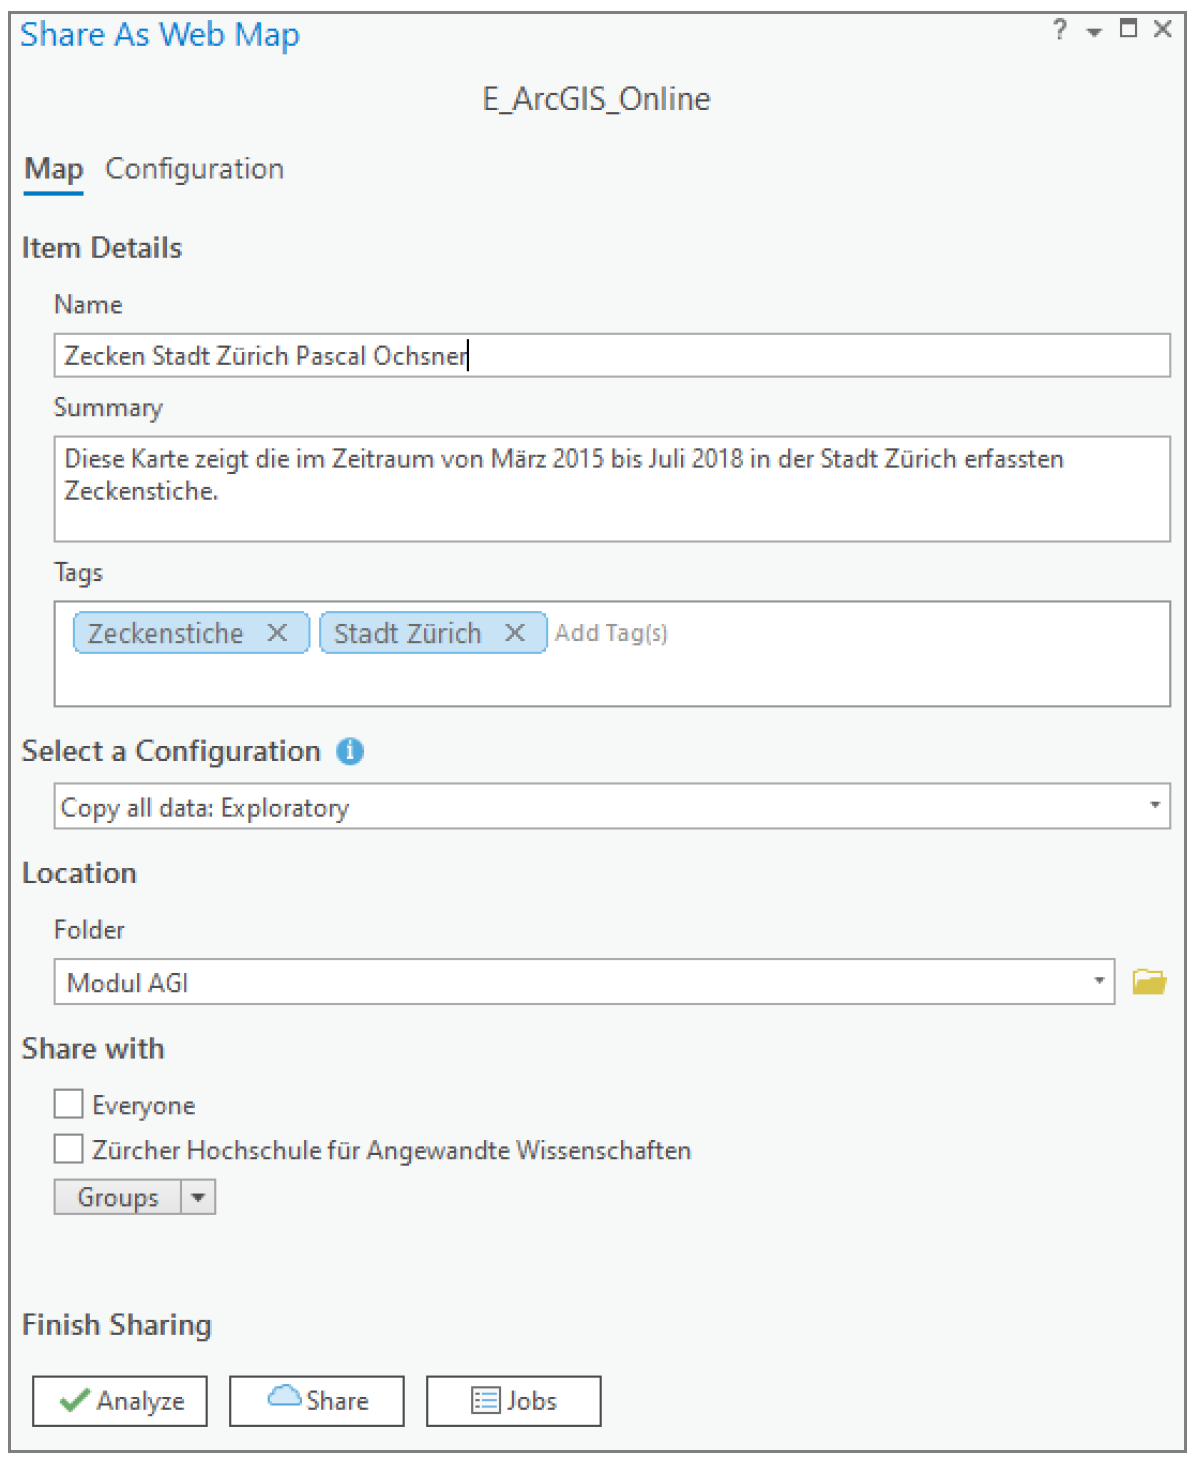 Share As Web Map
?
E_ArcGIS_Online
Map Configuration
Item Details
Name
Zecken Stadt Zürich Pascal Ochsner
Summary
Diese Karte zeigt die im Zeitraum von März 2015 bis Juli 2018 in der Stadt Zürich erfassten
Zeckenstiche.
Tags
Zeckenstiche Stadt Zürich Add Tag(s)
Select a Configuration
Copy all data: Exploratory
Location
Folder
Modul AGI
Share with
Everyone
Zürcher Hochschule für Angewandte Wissenschaften
Groups
Finish Sharing
Analyze Share Jobs